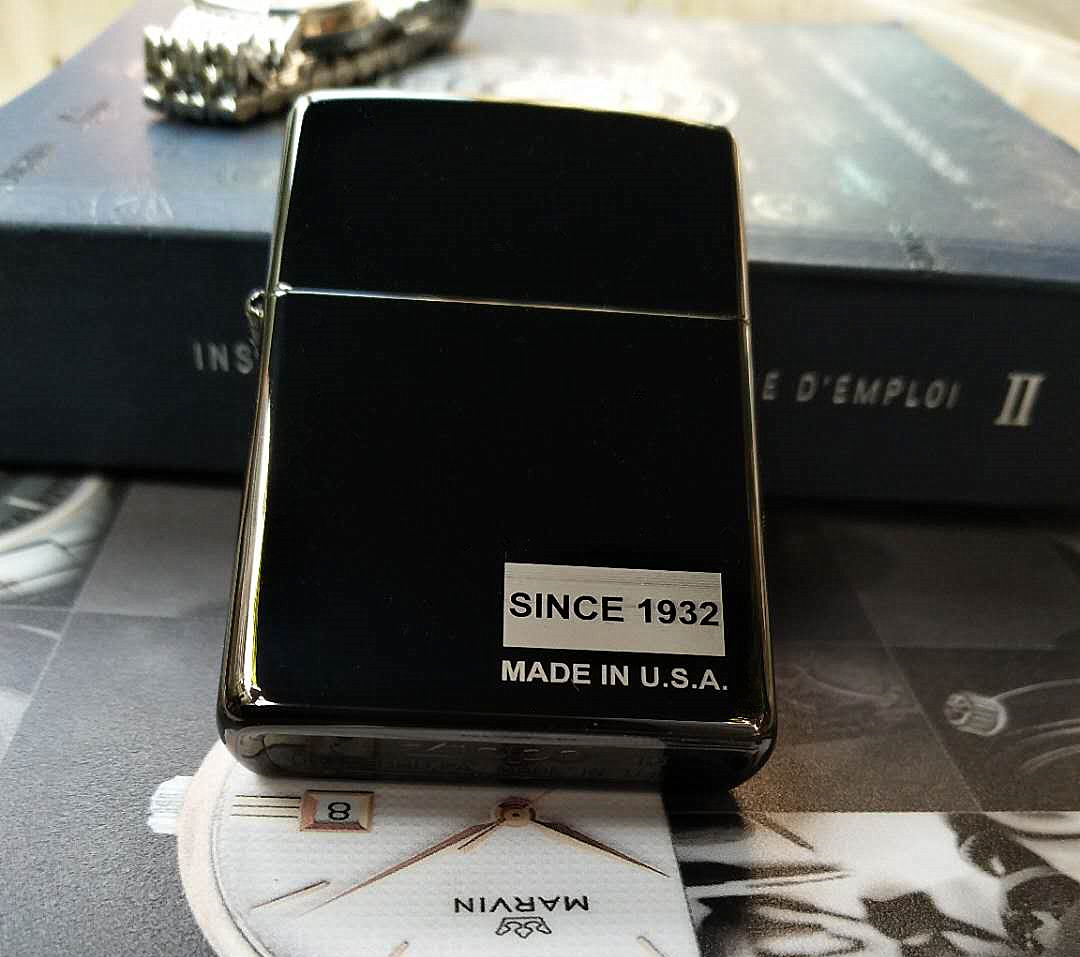 INS
E D'EMPLOI II
SINCE 1932
MADE IN U.S.A.
8
MARVIN